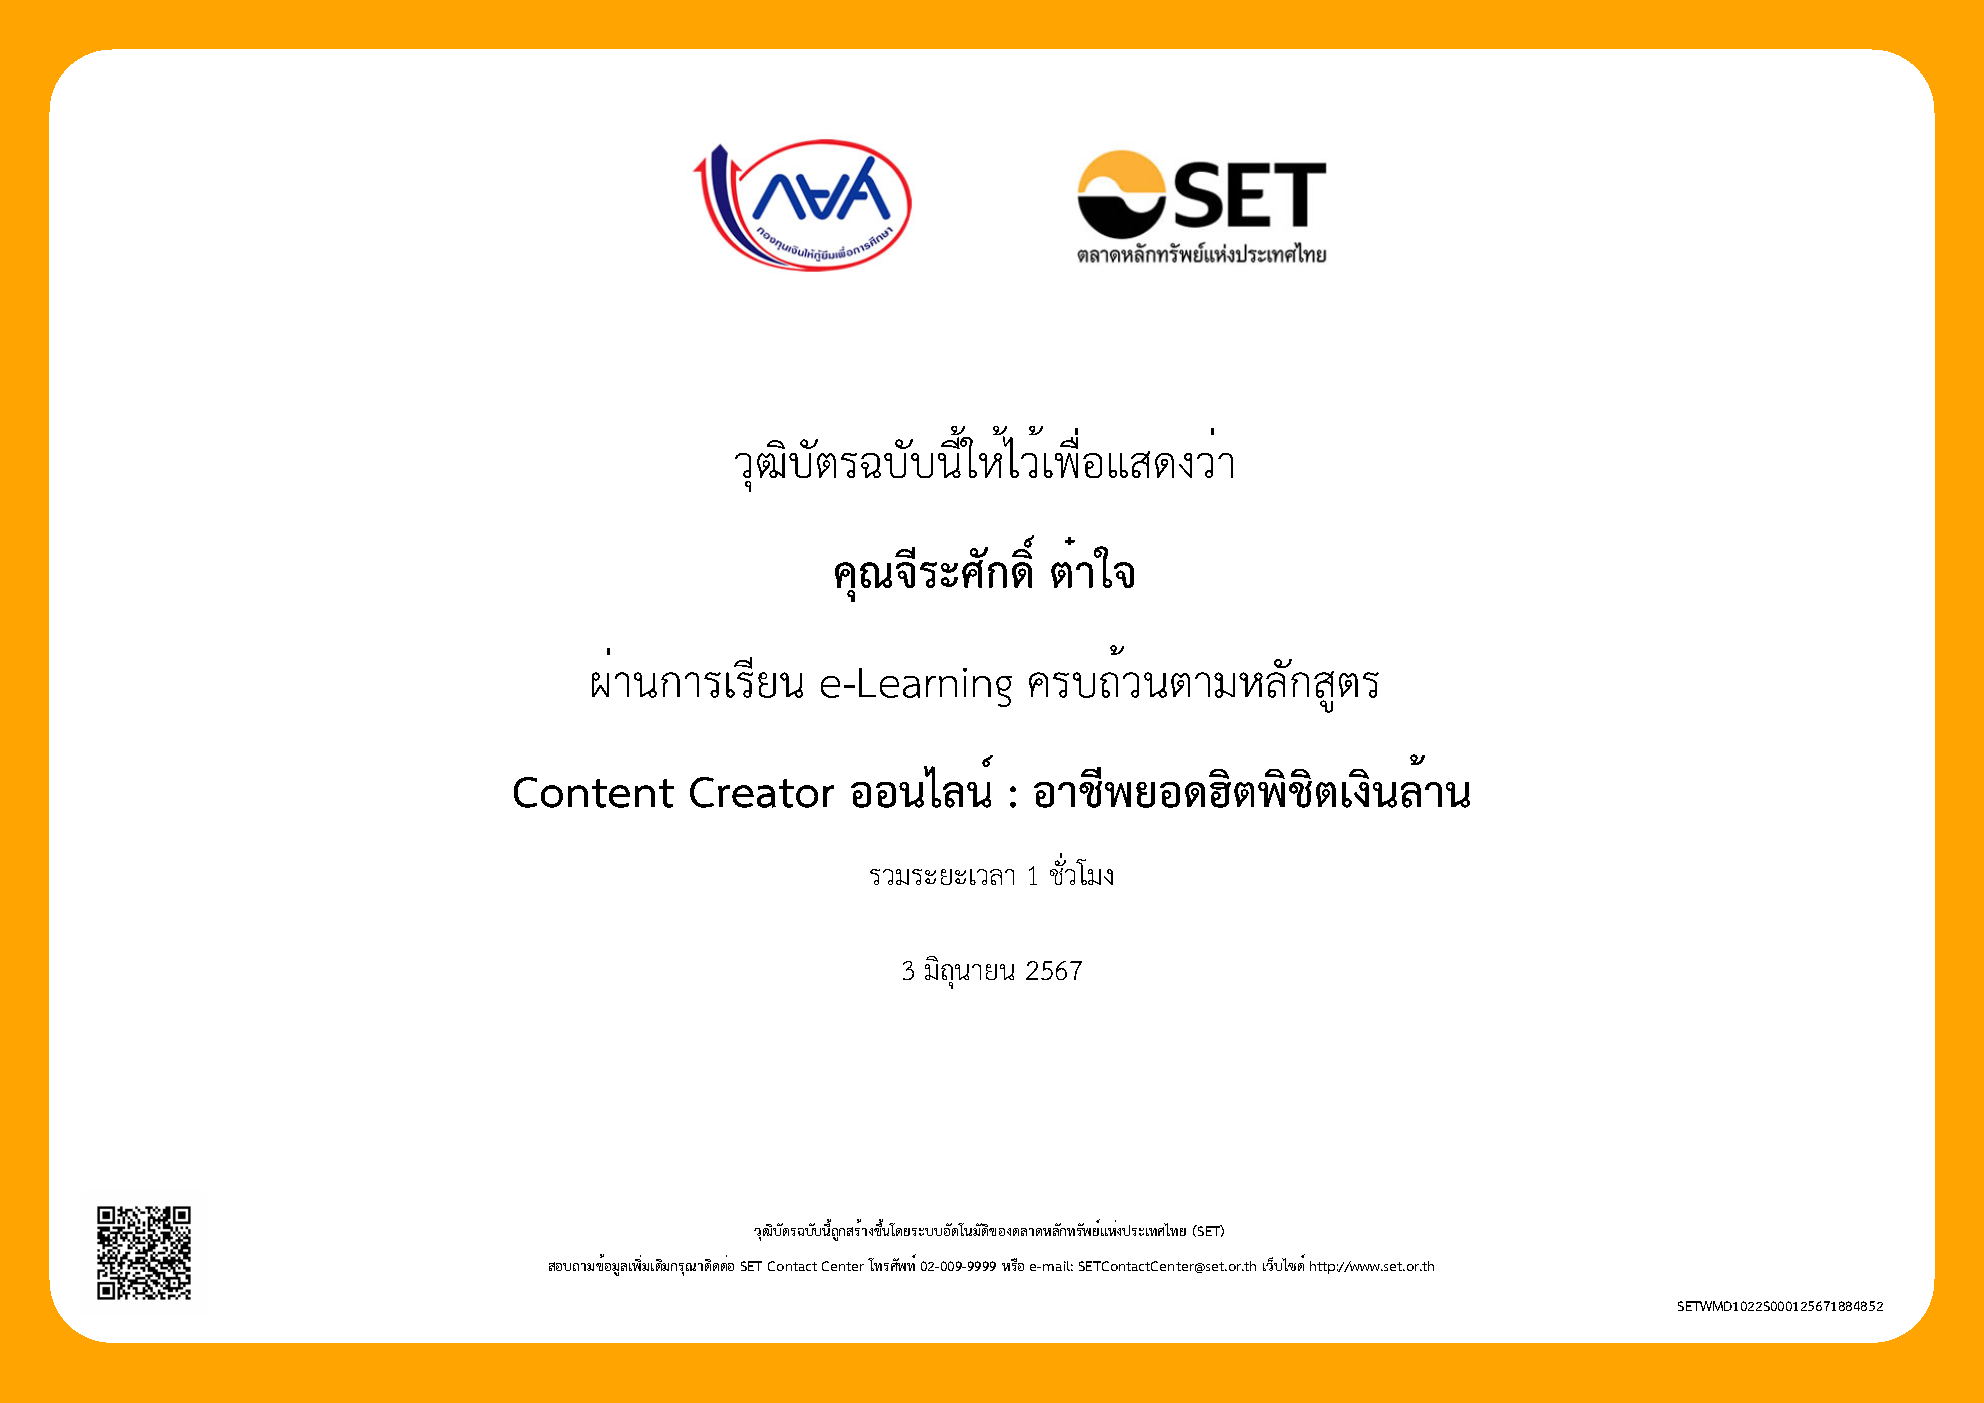 กยศ
กองทุนเงินให้กู้ยืมเพื่อการศึกษา
SET
ตลาดหลักทรัพย์แห่งประเทศไทย
วุฒิบัตรฉบับนี้ให้ไว้เพื่อแสดงว่า
คุณจีระศักดิ์ ต๋าใจ
ผ่านการเรียน e-Learning ครบถ้วนตามหลักสูตร
Content Creator ออนไลน์ : อาชีพยอดฮิตพิชิตเงินล้าน
รวมระยะเวลา 1 ชั่วโมง
3 มิถุนายน 2567
วุฒิบัตรฉบับนี้ถูกสร้างขึ้นโดยระบบอัตโนมัติของตลาดหลักทรัพย์แห่งประเทศไทย (SET)
สอบถามข้อมูลเพิ่มเติมกรุณาติดต่อ SET Contact Center โทรศัพท์ 02-009-9999 หรือ e-mail: SETContactCenter@set.or.th เว็บไซต์ http://www.set.or.th
SETWMD1022S000125671884852